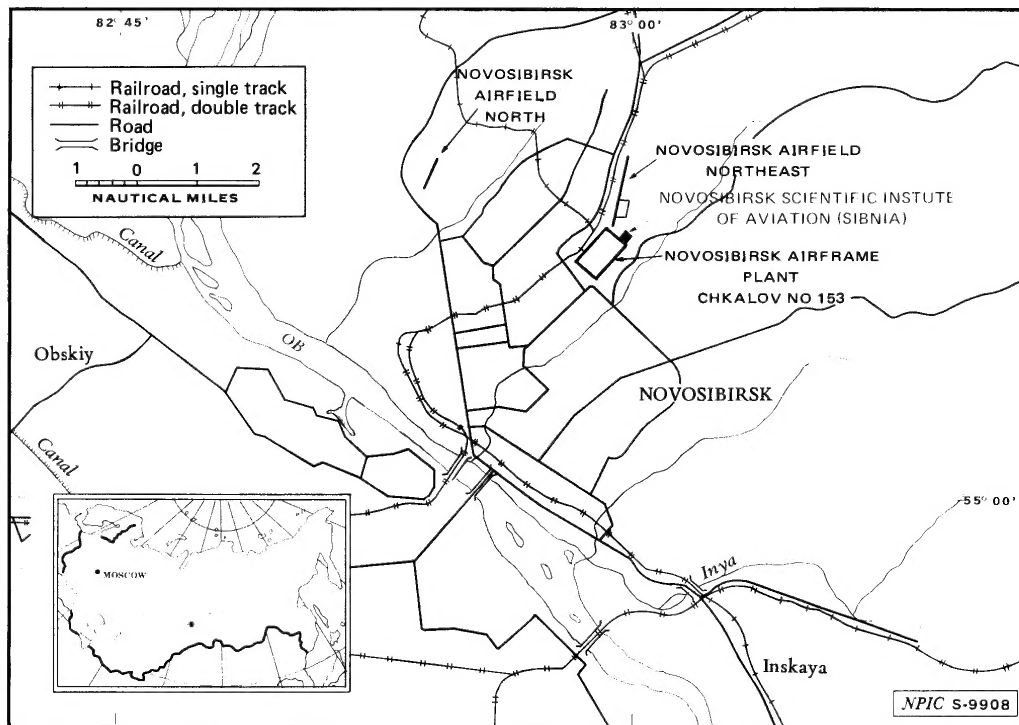 82° 45'
83° 00'
Railroad, single track
Railroad, double track
Road
Bridge
1 0 1 2
NAUTICAL MILES
NOVOSIBIRSK
AIRFIELD
NORTH
NOVOSIBIRSK AIRFIELD
NORTHEAST
NOVOSIBIRSK SCIENTIFIC INSTUTE
OF AVIATION (SIBNIA)
NOVOSIBIRSK AIRFRAME
PLANT
CHKALOV NO 153
Canal
OB
Obskiy
NOVOSIBIRSK
Canal
55° 00'
MOSCOW
Inya
Inskaya
NPIC S-9908